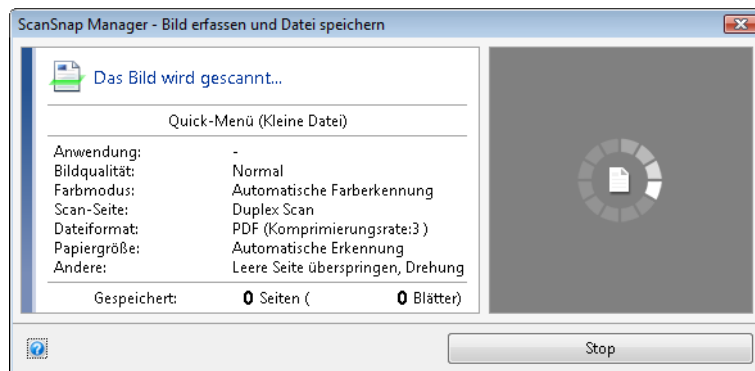 ScanSnap Manager - Bild erfassen und Datei speichern
Das Bild wird gescannt...
Quick-Menü (Kleine Datei)
Anwendung: -
Bildqualität: Normal
Farbmodus: Automatische Farberkennung
Scan-Seite: Duplex Scan
Dateiformat: PDF (Komprimierungsrate:3 )
Papiergröße: Automatische Erkennung
Andere: Leere Seite überspringen, Drehung
Gespeichert: 0 Seiten ( 0 Blätter)
Stop